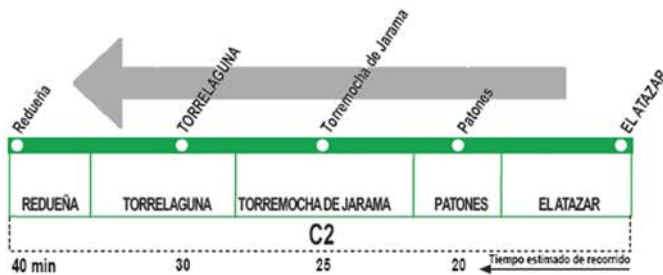 Redueña
TORRELAGUNA
Torremocha de Jarama
Patones
EL ATAZAR
REDUEÑA
TORRELAGUNA
TORREMOCHA DE JARAMA
PATONES
EL ATAZAR
C2
40 min
30
25
20
Tiempo estimado de recorrido